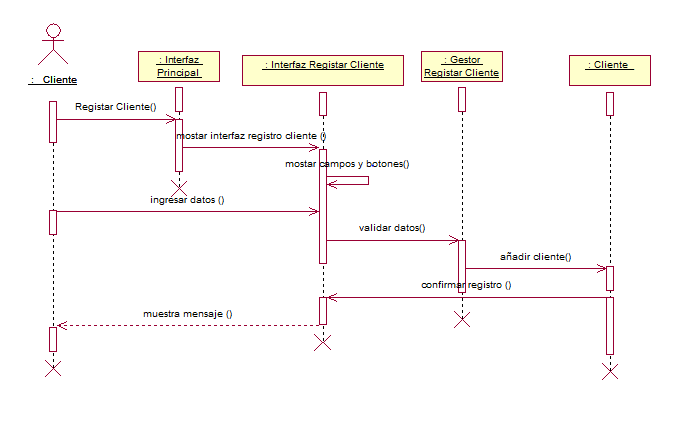 : Cliente
: Interfaz
Principal
: Interfaz Registar Cliente
: Gestor
Registar Cliente
: Cliente
Registar Cliente()
mostar interfaz registro cliente ()
mostar campos y botones()
ingresar datos ()
validar datos()
añadir cliente()
confirmar registro ()
muestra mensaje ()